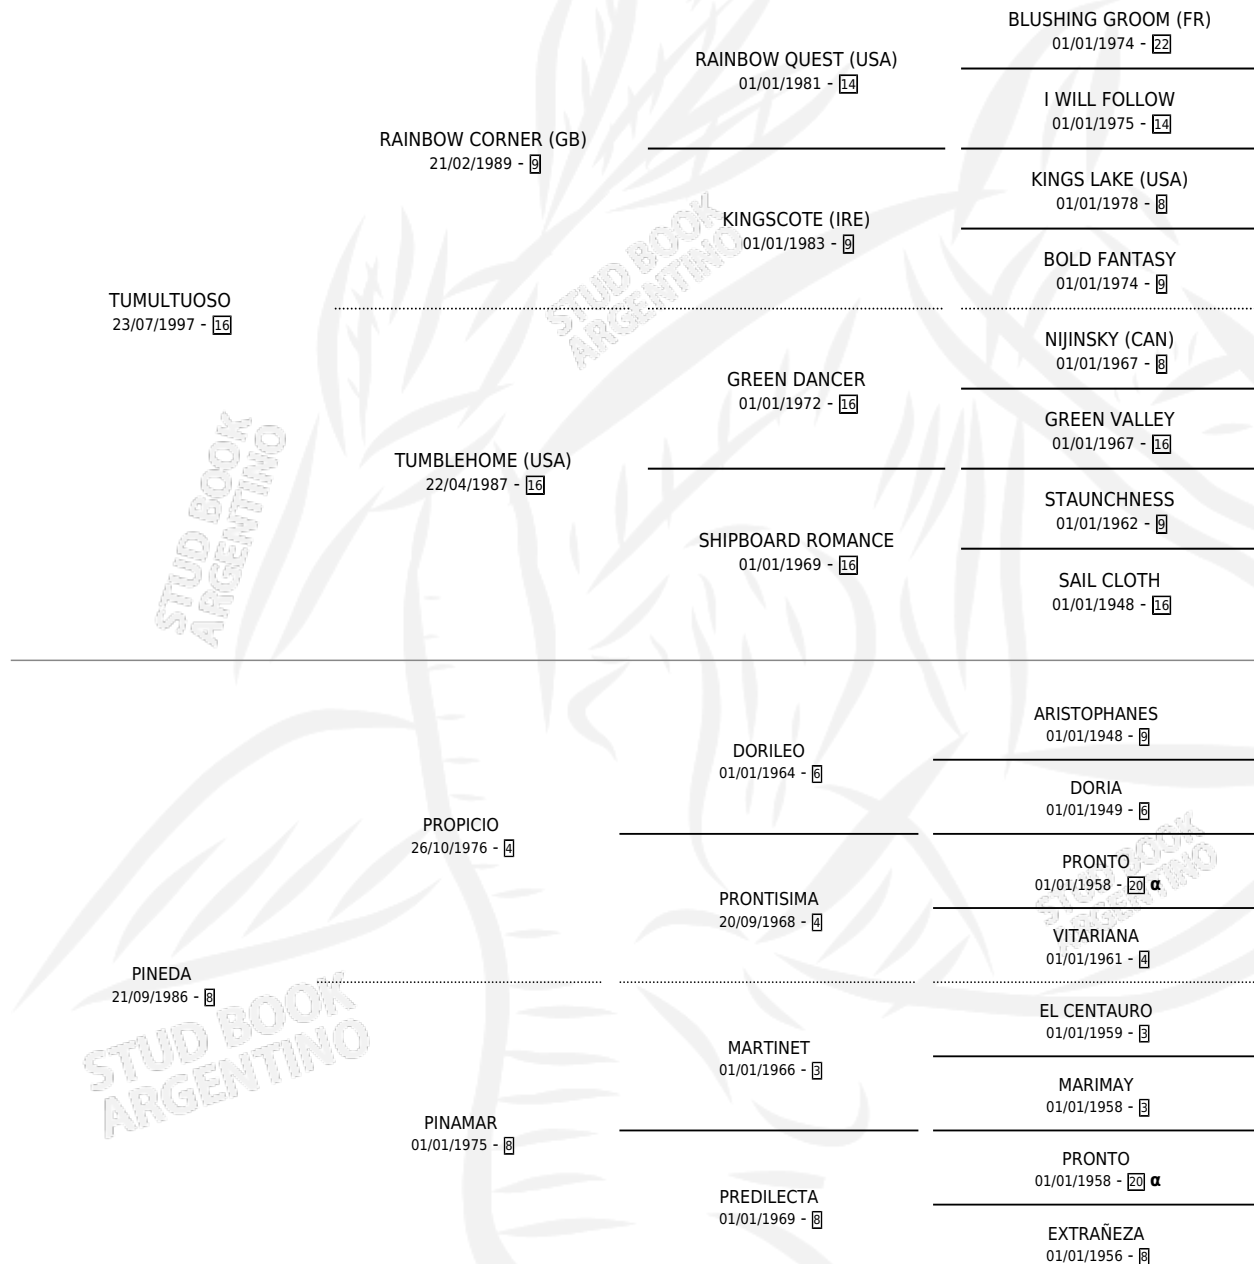 BLUSHING GROOM (FR)
01/01/1974 - 22
RAINBOW QUEST (USA)
01/01/1981 - 14
I WILL FOLLOW
01/01/1975 - 14
RAINBOW CORNER (GB)
21/02/1989 - 9
KINGS LAKE (USA)
01/01/1978 - 8
KINGSCOTE (IRE)
01/01/1983 - 9
BOLD FANTASY
01/01/1974 - 9
TUMULTUOSO
23/07/1997 - 16
NIJINSKY (CAN)
01/01/1967 - 8
GREEN DANCER
01/01/1972 - 16
GREEN VALLEY
01/01/1967 - 16
TUMBLEHOME (USA)
22/04/1987 - 16
STAUNCHNESS
01/01/1962 - 9
SHIPBOARD ROMANCE
01/01/1969 - 16
SAIL CLOTH
01/01/1948 - 16
ARISTOPHANES
01/01/1948 - 9
DORILEO
01/01/1964 - 6
DORIA
01/01/1949 - 6
PROPICIO
26/10/1976 - 4
PRONTO
01/01/1958 - 20 α
PRONTISIMA
20/09/1968 - 4
VITARIANA
01/01/1961 - 4
PINEDA
21/09/1986 - 8
EL CENTAURO
01/01/1959 - 3
MARTINET
01/01/1966 - 3
MARIMAY
01/01/1958 - 3
PINAMAR
01/01/1975 - 8
PRONTO
01/01/1958 - 20 α
PREDILECTA
01/01/1969 - 8
EXTRAÑEZA
01/01/1956 - 8
STUD BOOK
ARGENTINO
STUD BOOK
ARGENTINO
STUD BOOK
ARGENTINO
STUD BOOK
ARGENTINO